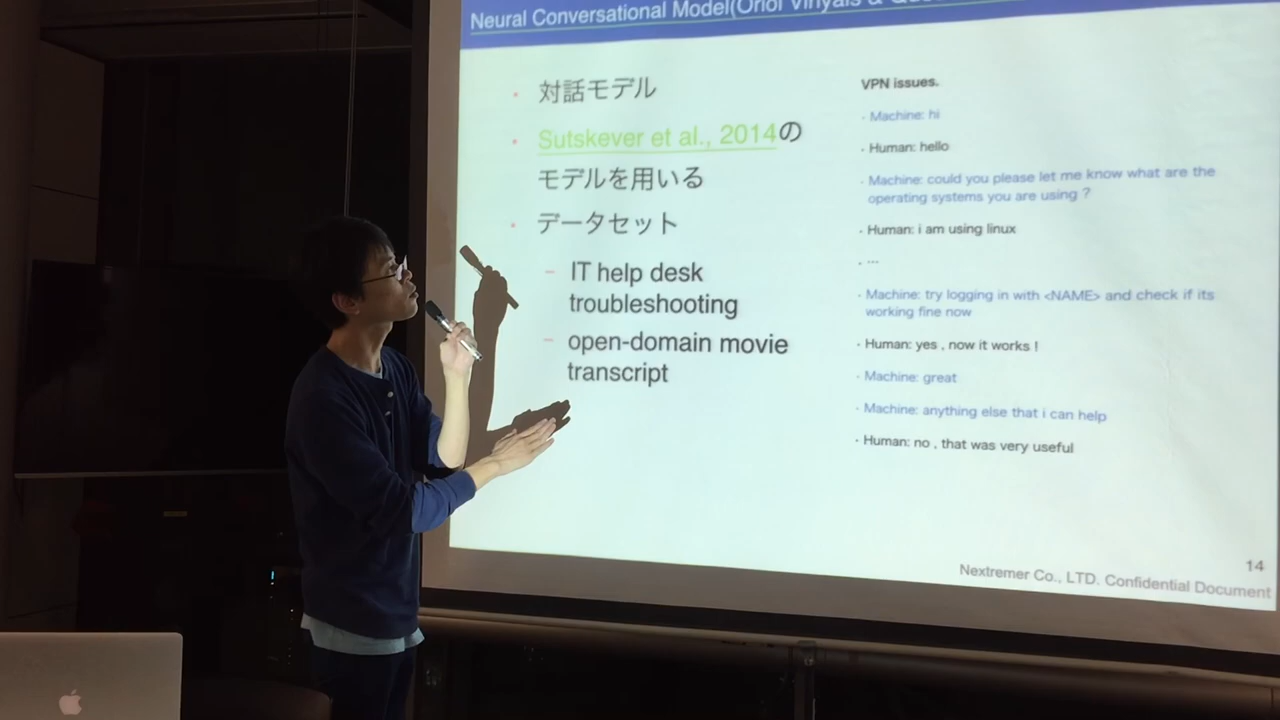 Neural Conversational Model(Oriol Vinyals &
対話モデル
Sutskever et al., 2014の
モデルを用いる
データセット
IT help desk
troubleshooting
open-domain movie
transcript
VPN issues.
Machine: hi
Human: hello
Machine: could you please let me know what are the
operating systems you are using ?
Human: i am using linux
...
Machine: try logging in with <NAME> and check if its
working fine now
Human: yes , now it works !
Machine: great
Machine: anything else that i can help
Human: no , that was very useful
14
Nextremer Co., LTD. Confidential Document